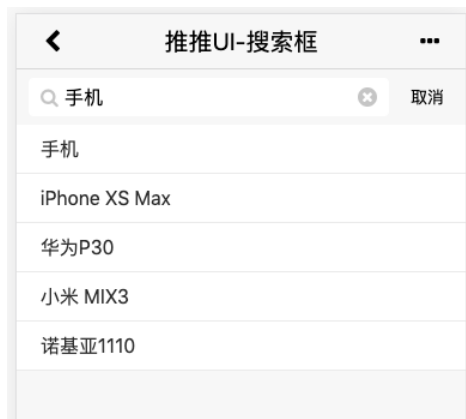 推推UI-搜索框
手机 取消
手机
iPhone XS Max
华为P30
小米 MIX3
诺基亚1110